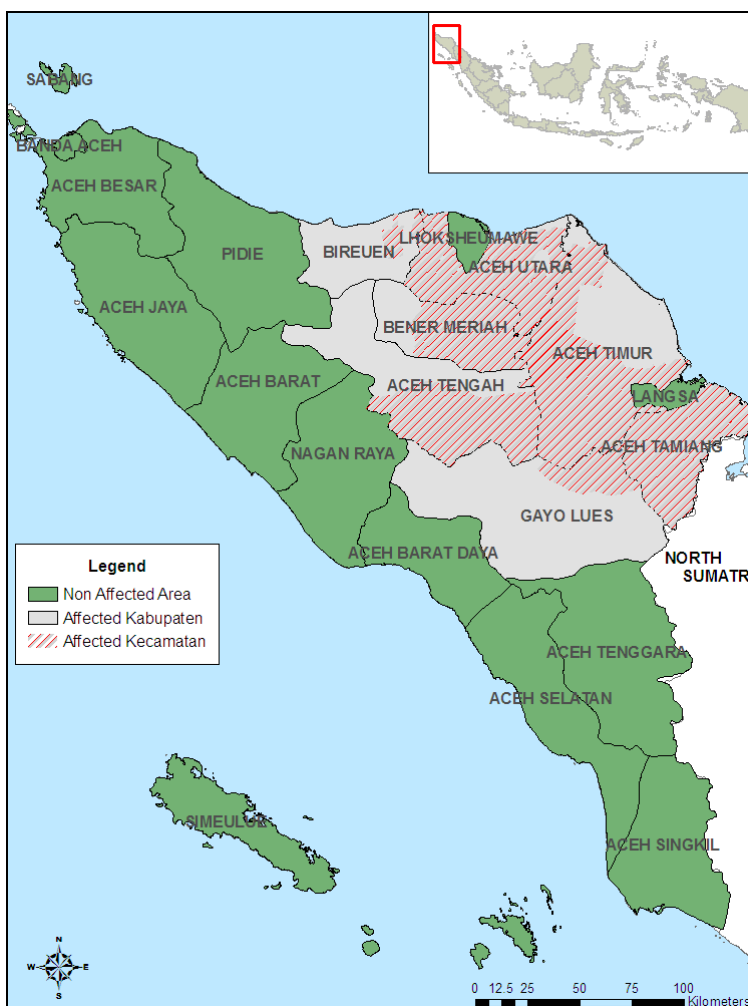 SABANG
BANDA ACEH
ACEH BESAR
PIDIE
BIREUEN
LHOKSHEUMAWE
ACEH UTARA
ACEH JAYA
BENER MERIAH
ACEH TIMUR
ACEH BARAT
ACEH TENGAH
LANGSA
NAGAN RAYA
ACEH TAMIANG
GAYO LUES
ACEH BARAT DAYA
NORTH
SUMATR
Legend
Non Affected Area
Affected Kabupaten
Affected Kecamatan
ACEH TENGGARA
ACEH SELATAN
SIMEULUE
ACEH SINGKIL
N
W E
S
0 12.5 25 50 75 100
Kilometers